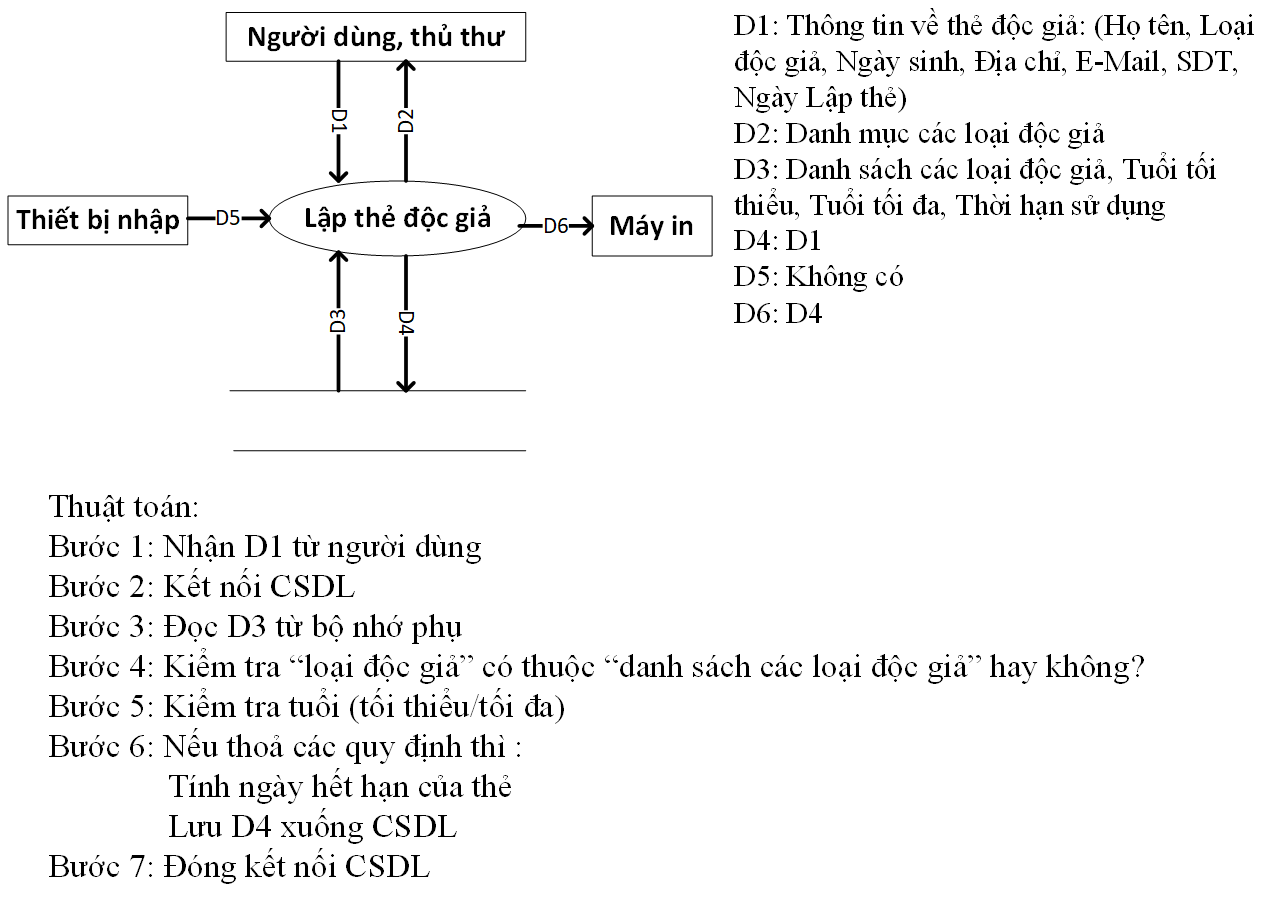 Người dùng, thủ thư
D1
D2
Thiết bị nhập
D5
Lập thẻ độc giả
D6
Máy in
D3
D4
D1: Thông tin về thẻ độc giả: (Họ tên, Loại
độc giả, Ngày sinh, Địa chỉ, E-Mail, SDT,
Ngày Lập thẻ)
D2: Danh mục các loại độc giả
D3: Danh sách các loại độc giả, Tuổi tối
thiểu, Tuổi tối đa, Thời hạn sử dụng
D4: D1
D5: Không có
D6: D4
Thuật toán:
Bước 1: Nhận D1 từ người dùng
Bước 2: Kết nối CSDL
Bước 3: Đọc D3 từ bộ nhớ phụ
Bước 4: Kiểm tra “loại độc giả” có thuộc “danh sách các loại độc giả” hay không?
Bước 5: Kiểm tra tuổi (tối thiểu/tối đa)
Bước 6: Nếu thoả các quy định thì :
Tính ngày hết hạn của thẻ
Lưu D4 xuống CSDL
Bước 7: Đóng kết nối CSDL